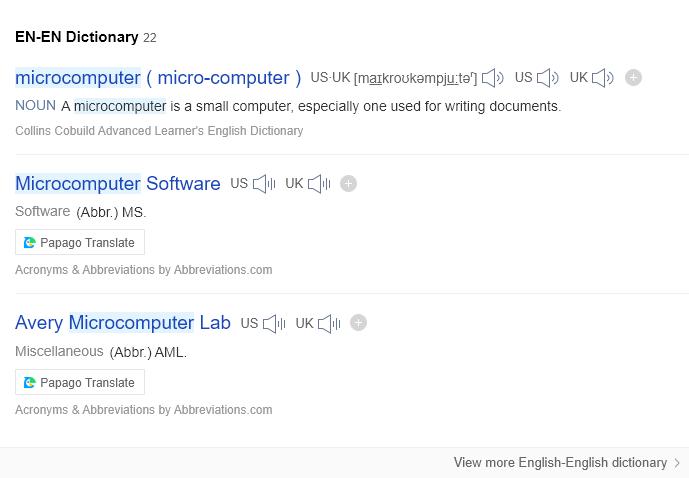 EN-EN Dictionary 22
microcomputer ( micro-computer ) US·UK [maɪkroʊkəmpjuːtəʳ] US UK
NOUN A microcomputer is a small computer, especially one used for writing documents.
Collins Cobuild Advanced Learner's English Dictionary
Microcomputer Software US UK
Software (Abbr.) MS.
Papago Translate
Acronyms & Abbreviations by Abbreviations.com
Avery Microcomputer Lab US UK
Miscellaneous (Abbr.) AML.
Papago Translate
Acronyms & Abbreviations by Abbreviations.com
View more English-English dictionary